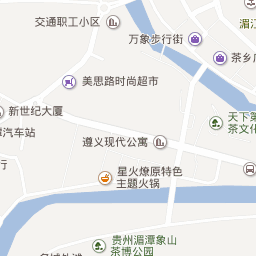 交通职工小区
湄江
万象步行街
茶乡广
美思路时尚超市
新世纪大厦
天下第
茶文化
汽车站
遵义现代公寓
行
星火燎原特色
主题火锅
贵州湄潭象山
茶博公园